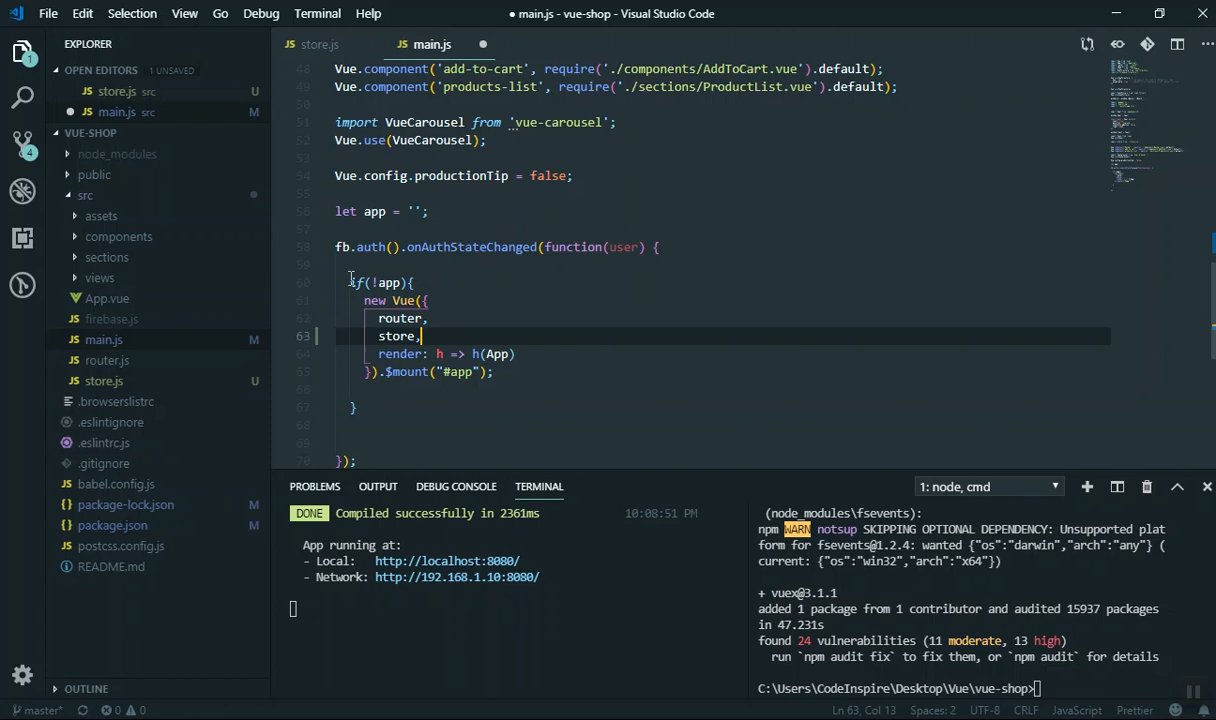 File Edit Selection View Go Debug Terminal Help
● main.js - vue-shop - Visual Studio Code
EXPLORER
OPEN EDITORS 1 UNSAVED
JS store.js src U
● JS main.js src M
VUE-SHOP
node_modules
public
src
assets
components
sections
views
App.vue
JS firebase.js
JS main.js M
JS router.js
JS store.js U
.browserslistrc
.eslintignore
.eslintrc.js
.gitignore
JS babel.config.js
{} package-lock.json M
{} package.json M
JS postcss.config.js
README.md
OUTLINE
1
4
JS store.js
JS main.js ●
48 Vue.component('add-to-cart', require('./components/AddToCart.vue').default);
49 Vue.component('products-list', require('./sections/ProductList.vue').default);
50
51 import VueCarousel from 'vue-carousel';
52 Vue.use(VueCarousel);
53
54 Vue.config.productionTip = false;
55
56 let app = '';
57
58 fb.auth().onAuthStateChanged(function(user) {
59
60 if(!app){
61 new Vue({
62 router,
63 store,
64 render: h => h(App)
65 }).$mount("#app");
66
67 }
68
69
70 });
PROBLEMS OUTPUT DEBUG CONSOLE TERMINAL
1: node, cmd
DONE Compiled successfully in 2361ms 10:08:51 PM
App running at:
- Local: http://localhost:8080/
- Network: http://192.168.1.10:8080/
(node_modules\fsevents):
npm WARN notsup SKIPPING OPTIONAL DEPENDENCY: Unsupported plat
form for fsevents@1.2.4: wanted {"os":"darwin","arch":"any"} (
current: {"os":"win32","arch":"x64"})
+ vuex@3.1.1
added 1 package from 1 contributor and audited 15937 packages
in 47.231s
found 24 vulnerabilities (11 moderate, 13 high)
run `npm audit fix` to fix them, or `npm audit` for details
C:\Users\CodeInspire\Desktop\Vue\vue-shop>
master* 0 0 Ln 63, Col 13 Spaces: 2 UTF-8 CRLF JavaScript Prettier